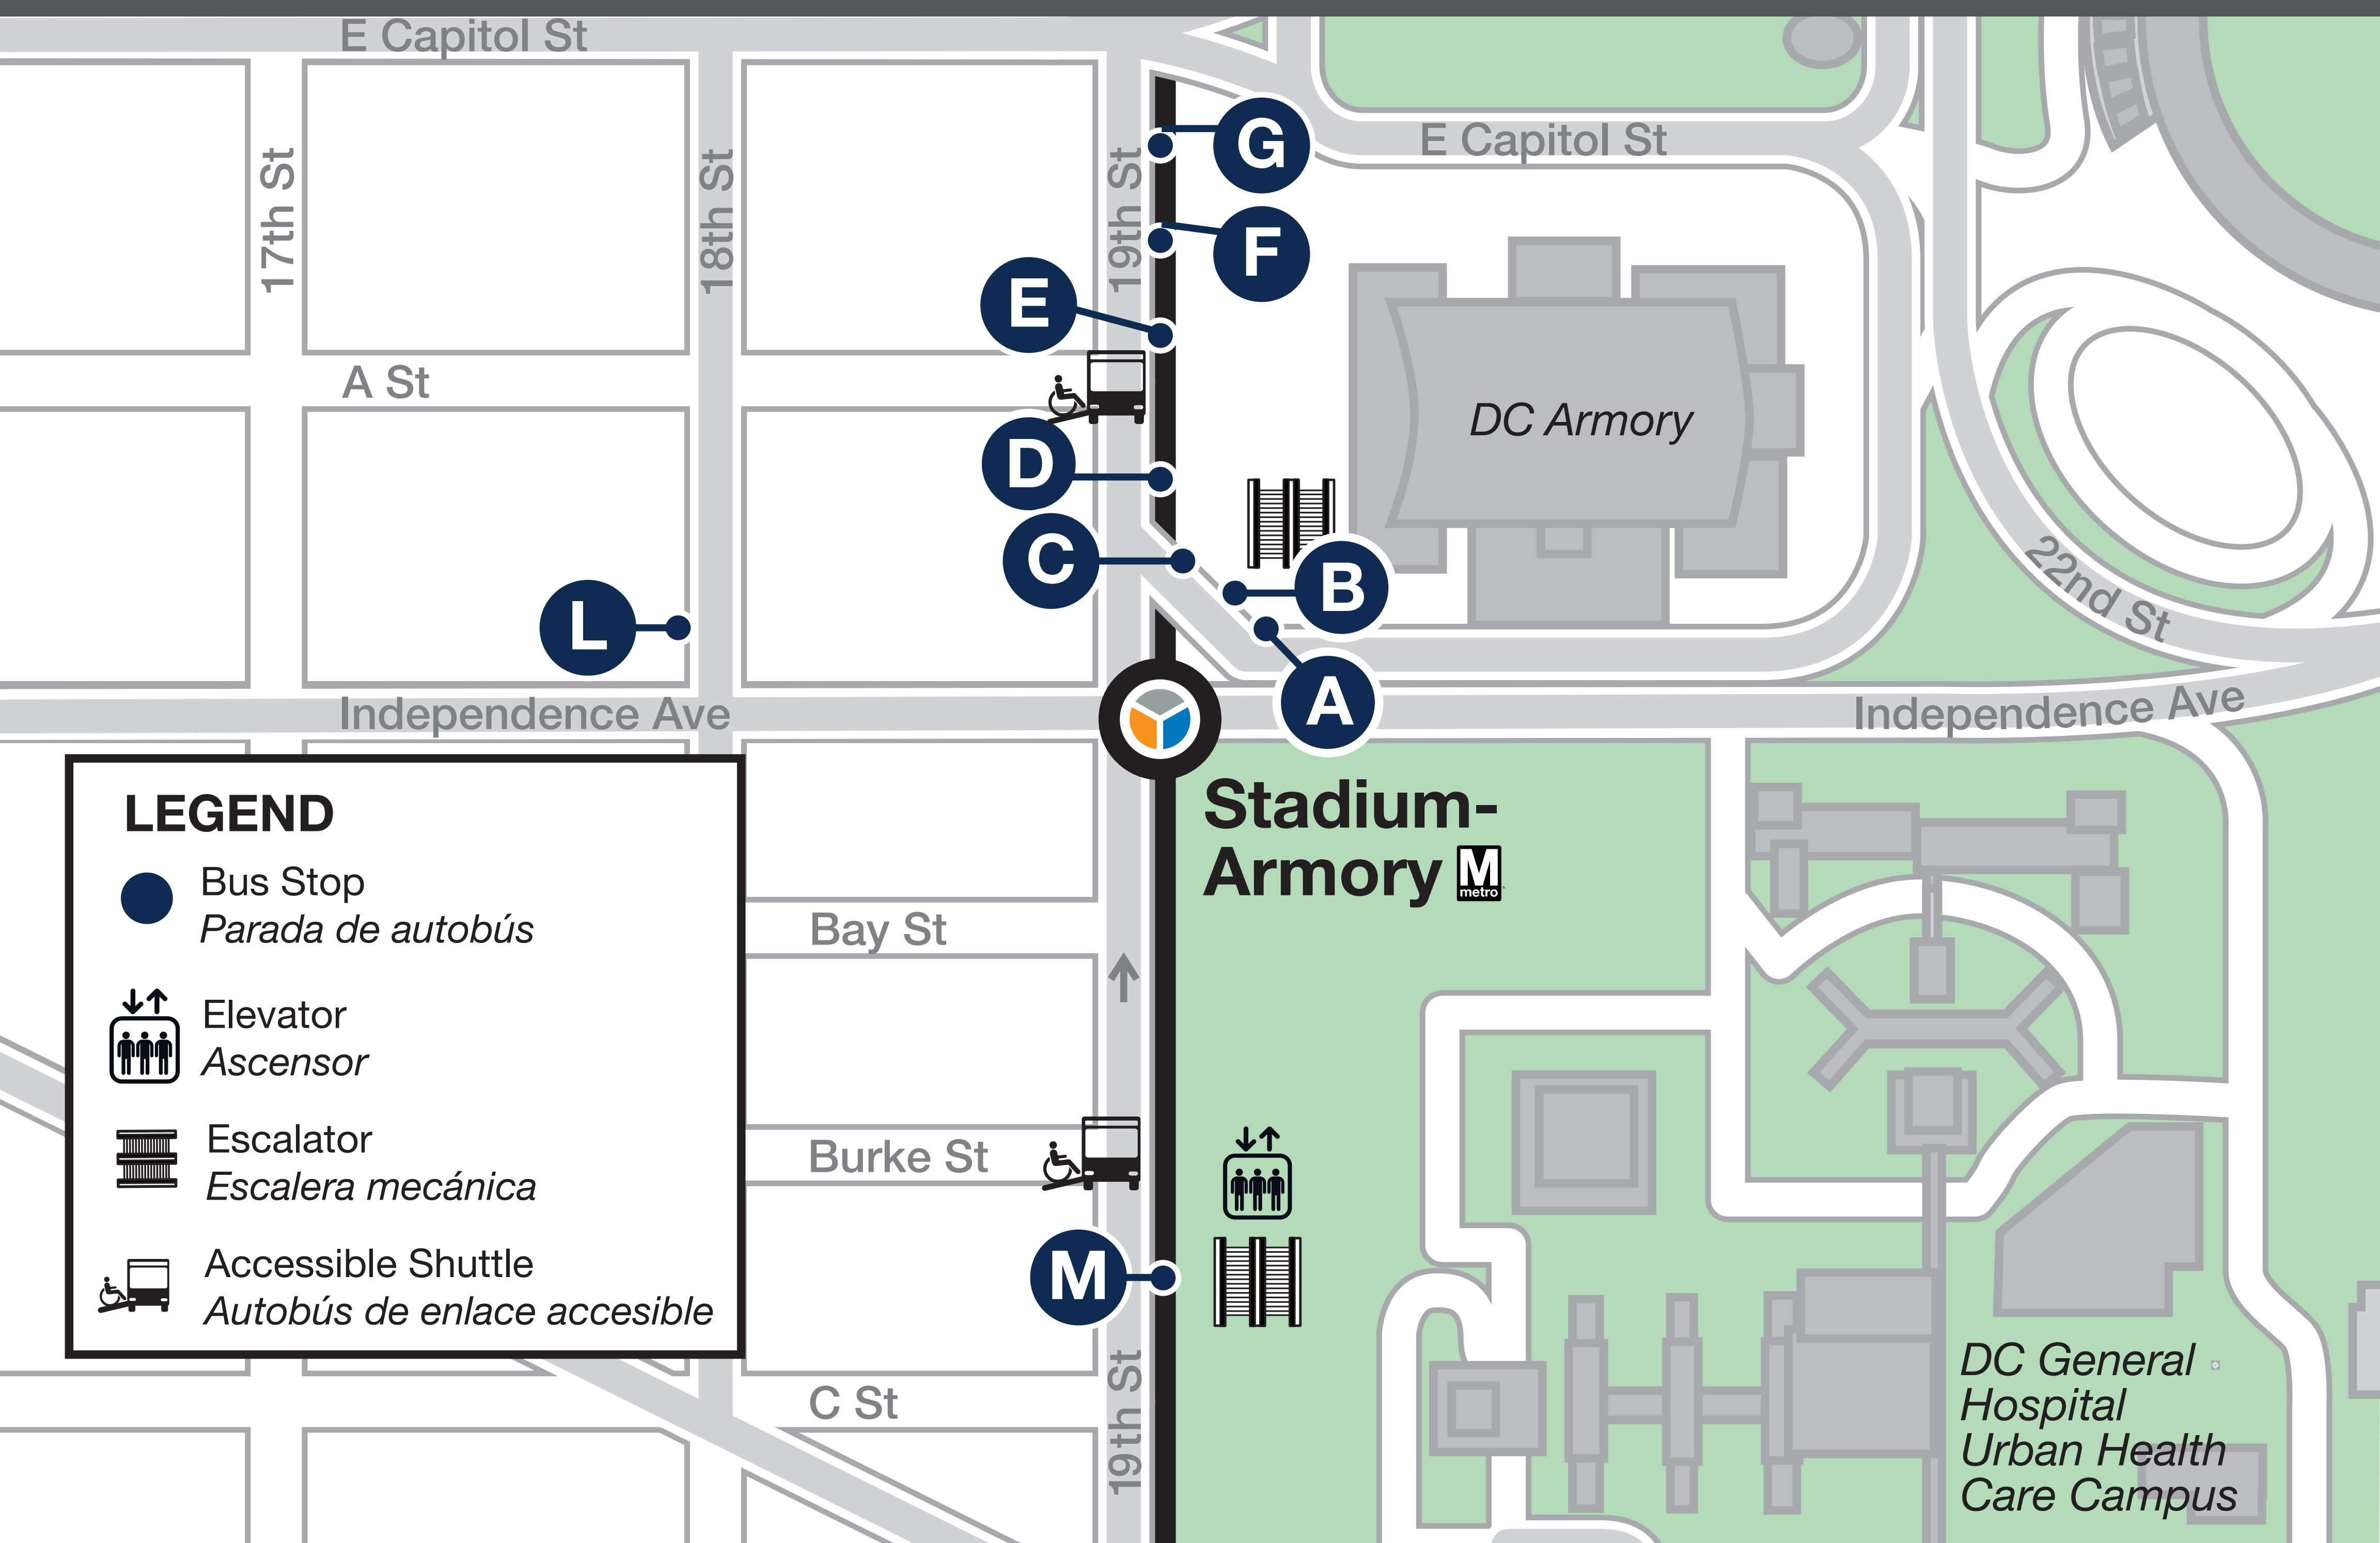 E Capitol St
E Capitol St
17th St
18th St
19th St
G
F
E
A St
D
DC Armory
C
B
L
22nd St
A
Independence Ave
Independence Ave
Stadium-
Armory M
metro
LEGEND
Bus Stop
Parada de autobús
Elevator
Ascensor
Escalator
Escalera mecánica
Accessible Shuttle
Autobús de enlace accesible
Bay St
Burke St
M
C St
19th St
DC General
Hospital
Urban Health
Care Campus